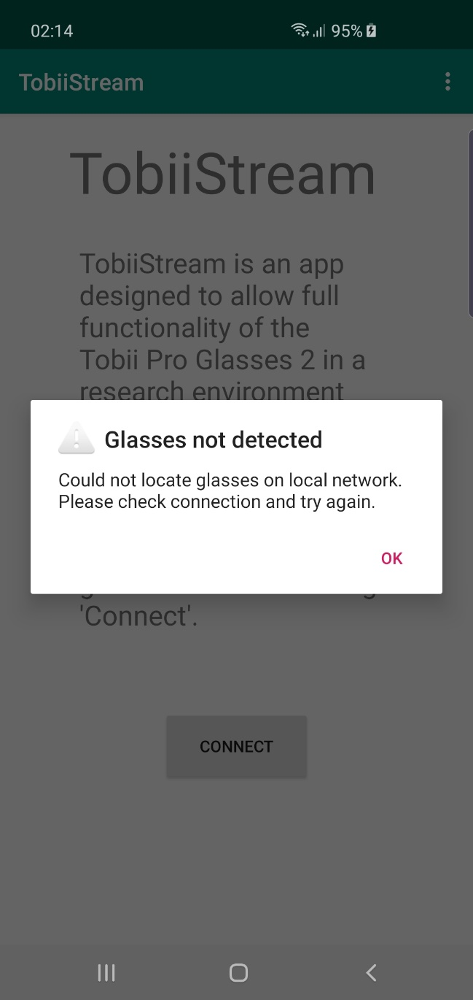 02:14
95%
TobiiStream
TobiiStream
TobiiStream is an app
designed to allow full
functionality of the
Tobii Pro Glasses 2 in a
research environment
Glasses not detected
Could not locate glasses on local network.
Please check connection and try again.
OK
'Connect'.
CONNECT